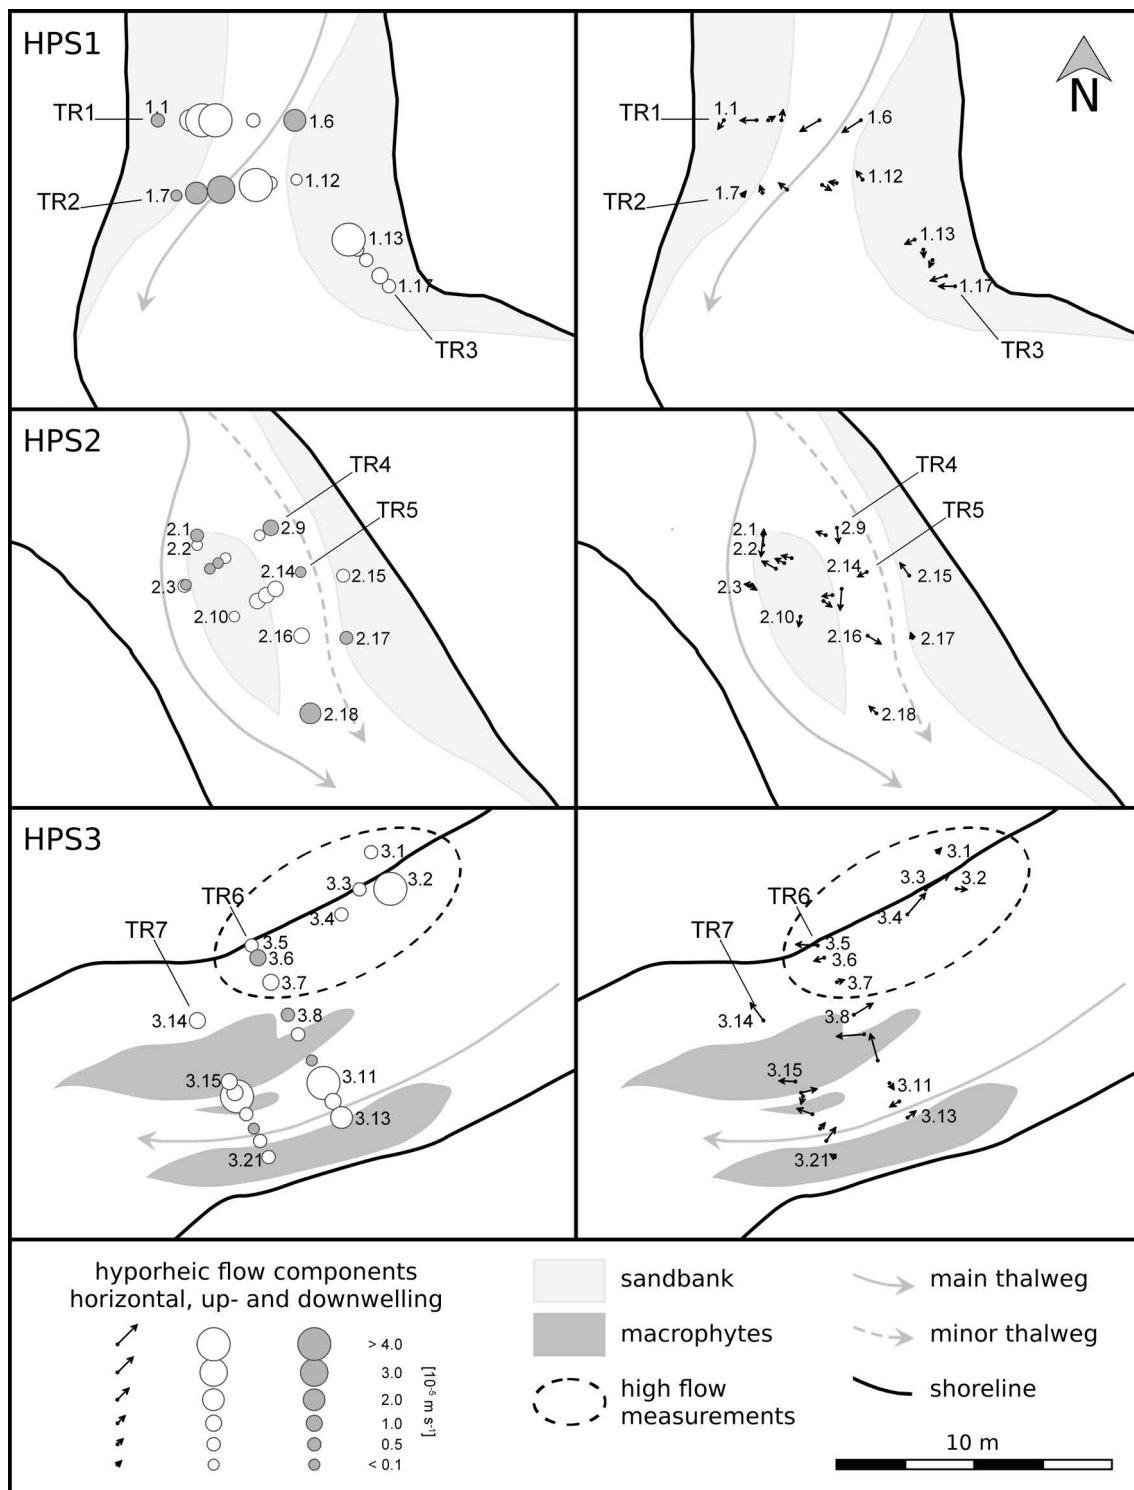 HPS1
TR1
1.1
1.6
TR2
1.7
1.12
1.13
1.17
TR3
N
TR1
1.1
1.6
TR2
1.7
1.12
1.13
1.17
TR3
HPS2
TR4
TR5
2.1
2.2
2.9
2.3
2.14
2.15
2.10
2.16
2.17
2.18
TR4
TR5
2.1
2.2
2.9
2.3
2.14
2.15
2.10
2.16
2.17
2.18
HPS3
3.1
3.2
3.3
TR6
3.4
TR7
3.5
3.6
3.7
3.14
3.8
3.15
3.11
3.13
3.21
3.1
3.3
3.2
TR6
3.4
TR7
3.5
3.6
3.7
3.14
3.8
3.15
3.11
3.13
3.21
hyporheic flow components
horizontal, up- and downwelling
> 4.0
3.0
2.0
1.0
0.5
< 0.1
[10⁻⁵ m s⁻¹]
sandbank
macrophytes
high flow
measurements
main thalweg
minor thalweg
shoreline
10 m